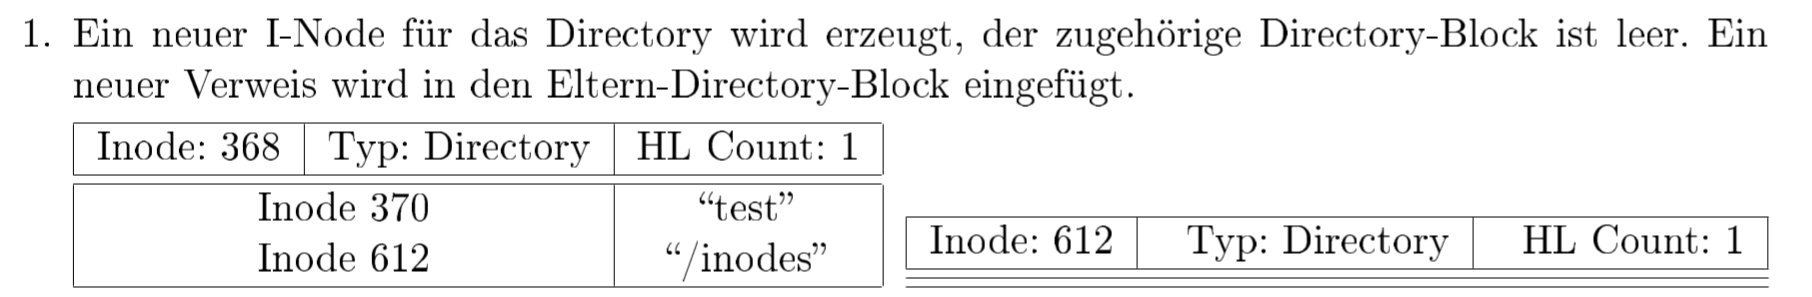 1. Ein neuer I-Node für das Directory wird erzeugt, der zugehörige Directory-Block ist leer. Ein
neuer Verweis wird in den Eltern-Directory-Block eingefügt.
Inode: 368 Typ: Directory HL Count: 1
Inode 370 “test”
Inode 612 “/inodes”
Inode: 612 Typ: Directory HL Count: 1